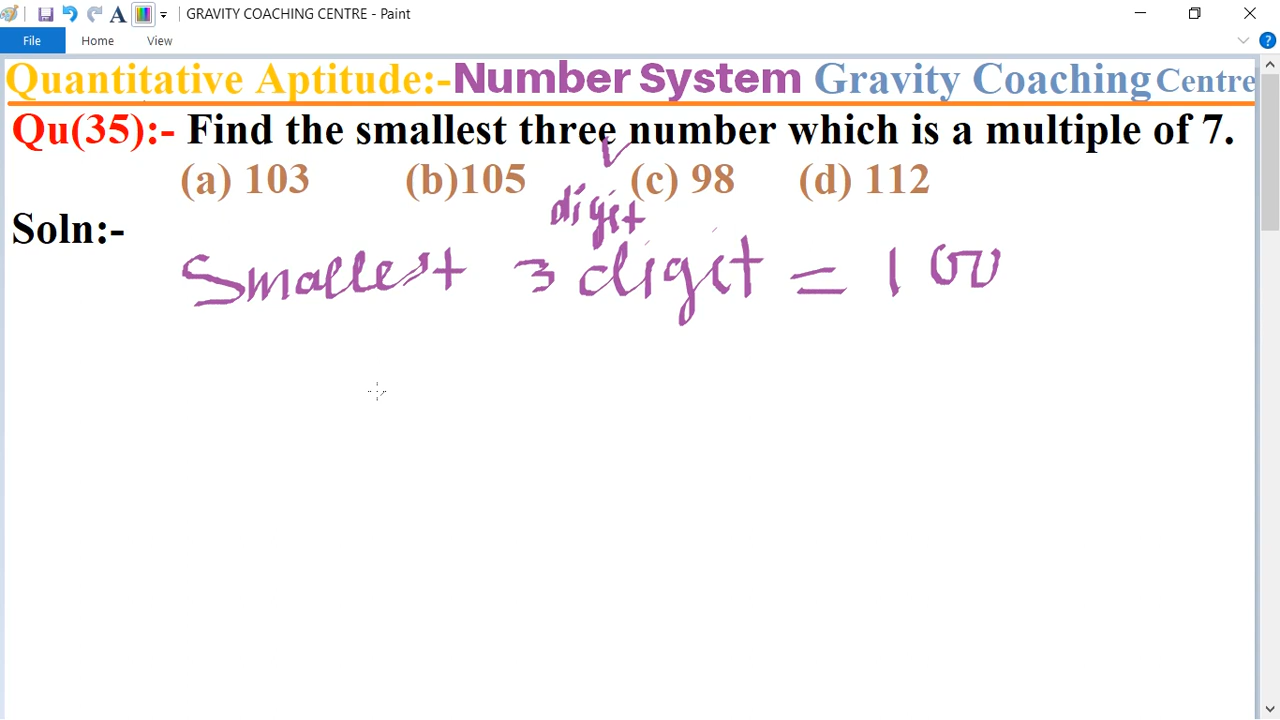 GRAVITY COACHING CENTRE - Paint
File Home View
Quantitative Aptitude:-Number System Gravity Coaching Centre
Qu(35):- Find the smallest three number which is a multiple of 7.
(a) 103 (b)105 (c) 98 (d) 112
digit
Soln:-
Smallest 3 digit = 100